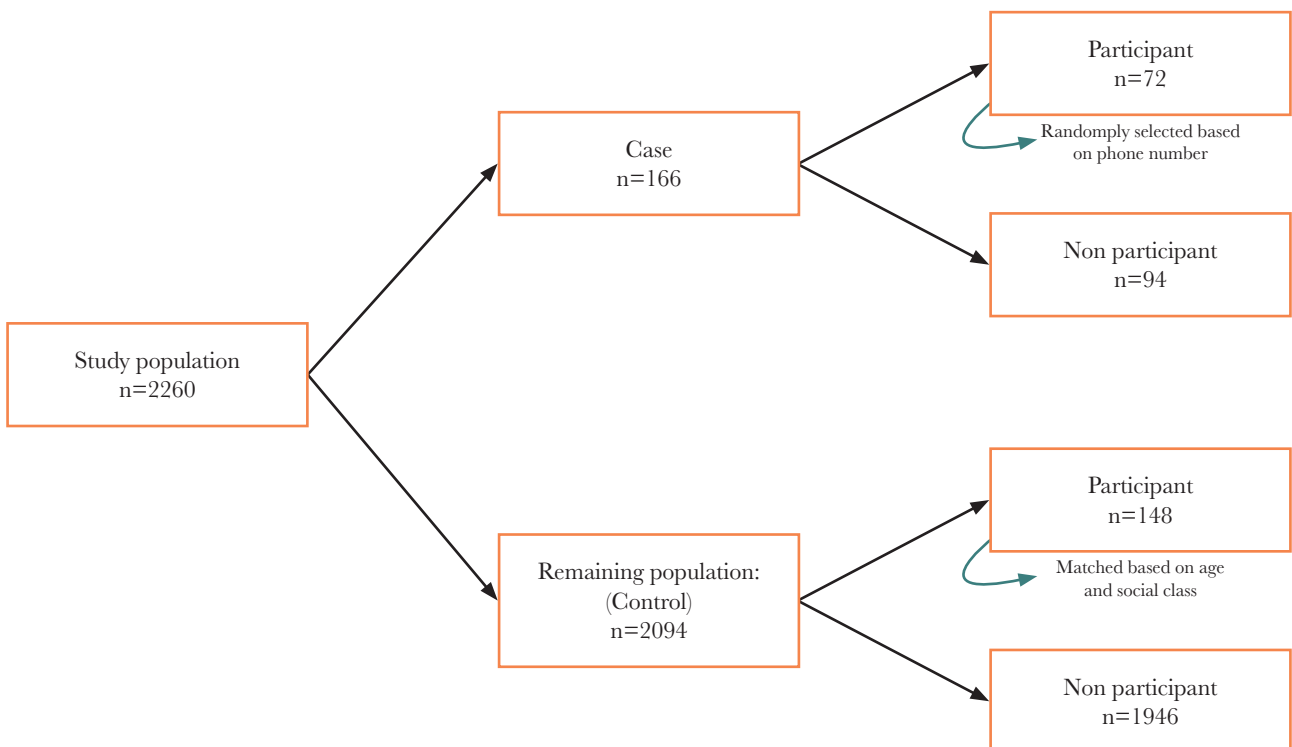 Participant
n=72
Randomply selected based
on phone number
Case
n=166
Non participant
n=94
Study population
n=2260
Participant
n=148
Matched based on age
and social class
Remaining population:
(Control)
n=2094
Non participant
n=1946